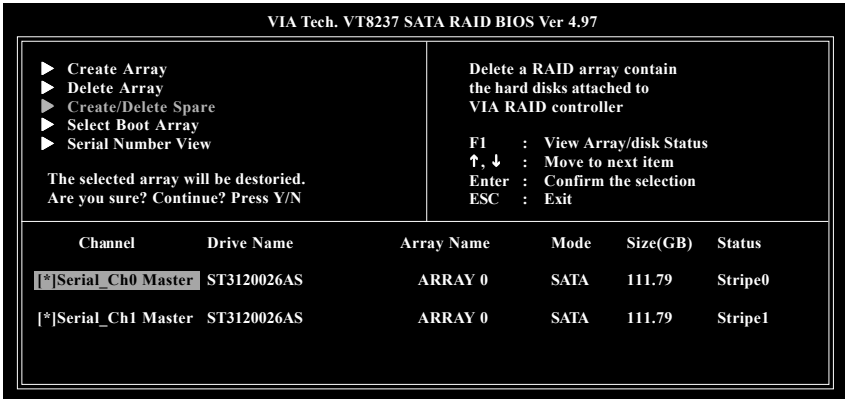 VIA Tech. VT8237 SATA RAID BIOS Ver 4.97
Create Array
Delete Array
Create/Delete Spare
Select Boot Array
Serial Number View
The selected array will be destoried.
Are you sure? Continue? Press Y/N
Delete a RAID array contain
the hard disks attached to
VIA RAID controller
F1 : View Array/disk Status
↑, ↓ : Move to next item
Enter : Confirm the selection
ESC : Exit
Channel Drive Name Array Name Mode Size(GB) Status
[*]Serial_Ch0 Master ST3120026AS ARRAY 0 SATA 111.79 Stripe0
[*]Serial_Ch1 Master ST3120026AS ARRAY 0 SATA 111.79 Stripe1